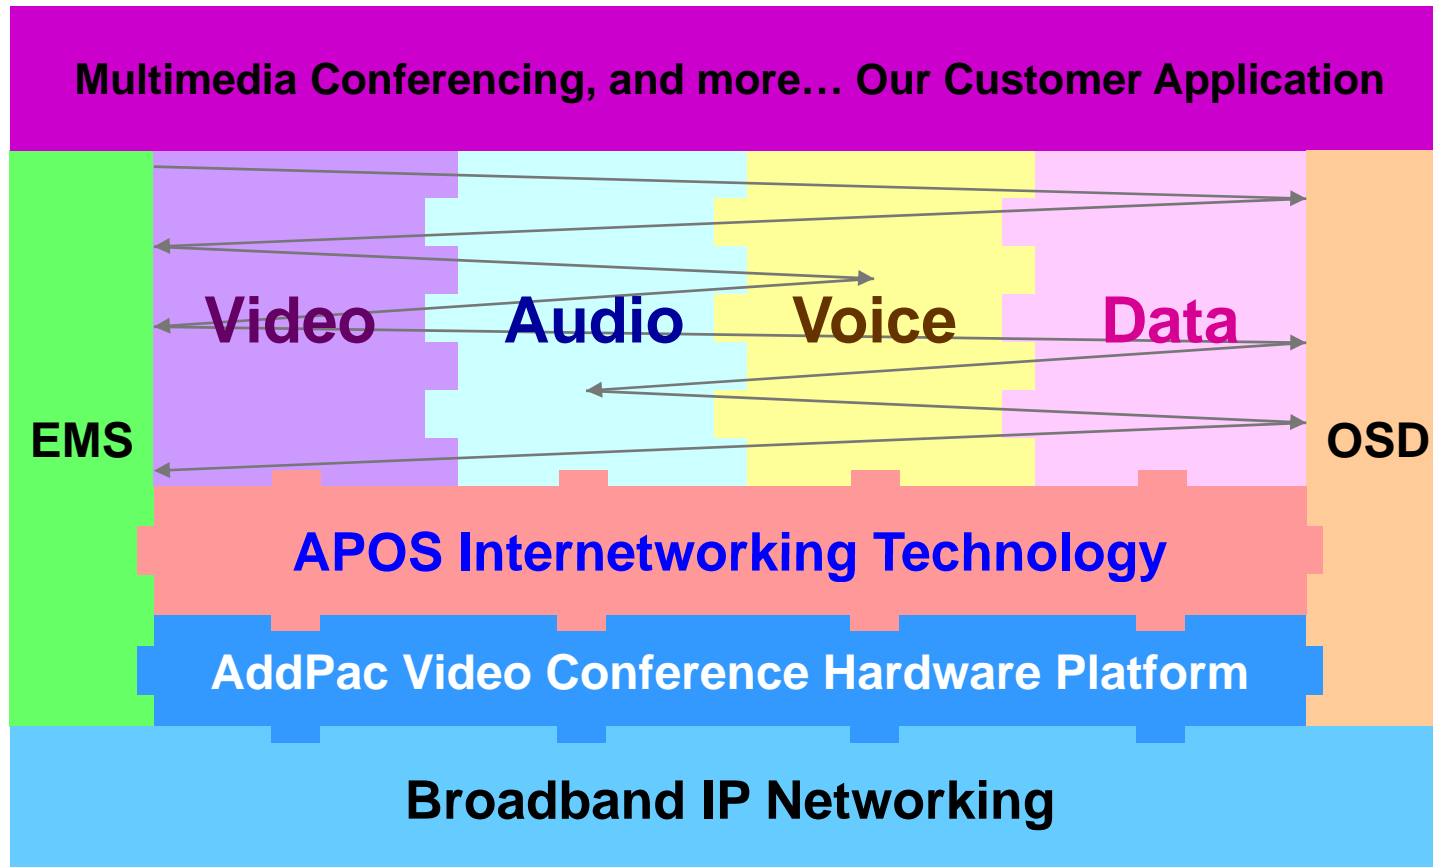 Multimedia Conferencing, and more… Our Customer Application
Video Audio Voice Data
EMS
OSD
APOS Internetworking Technology
AddPac Video Conference Hardware Platform
Broadband IP Networking